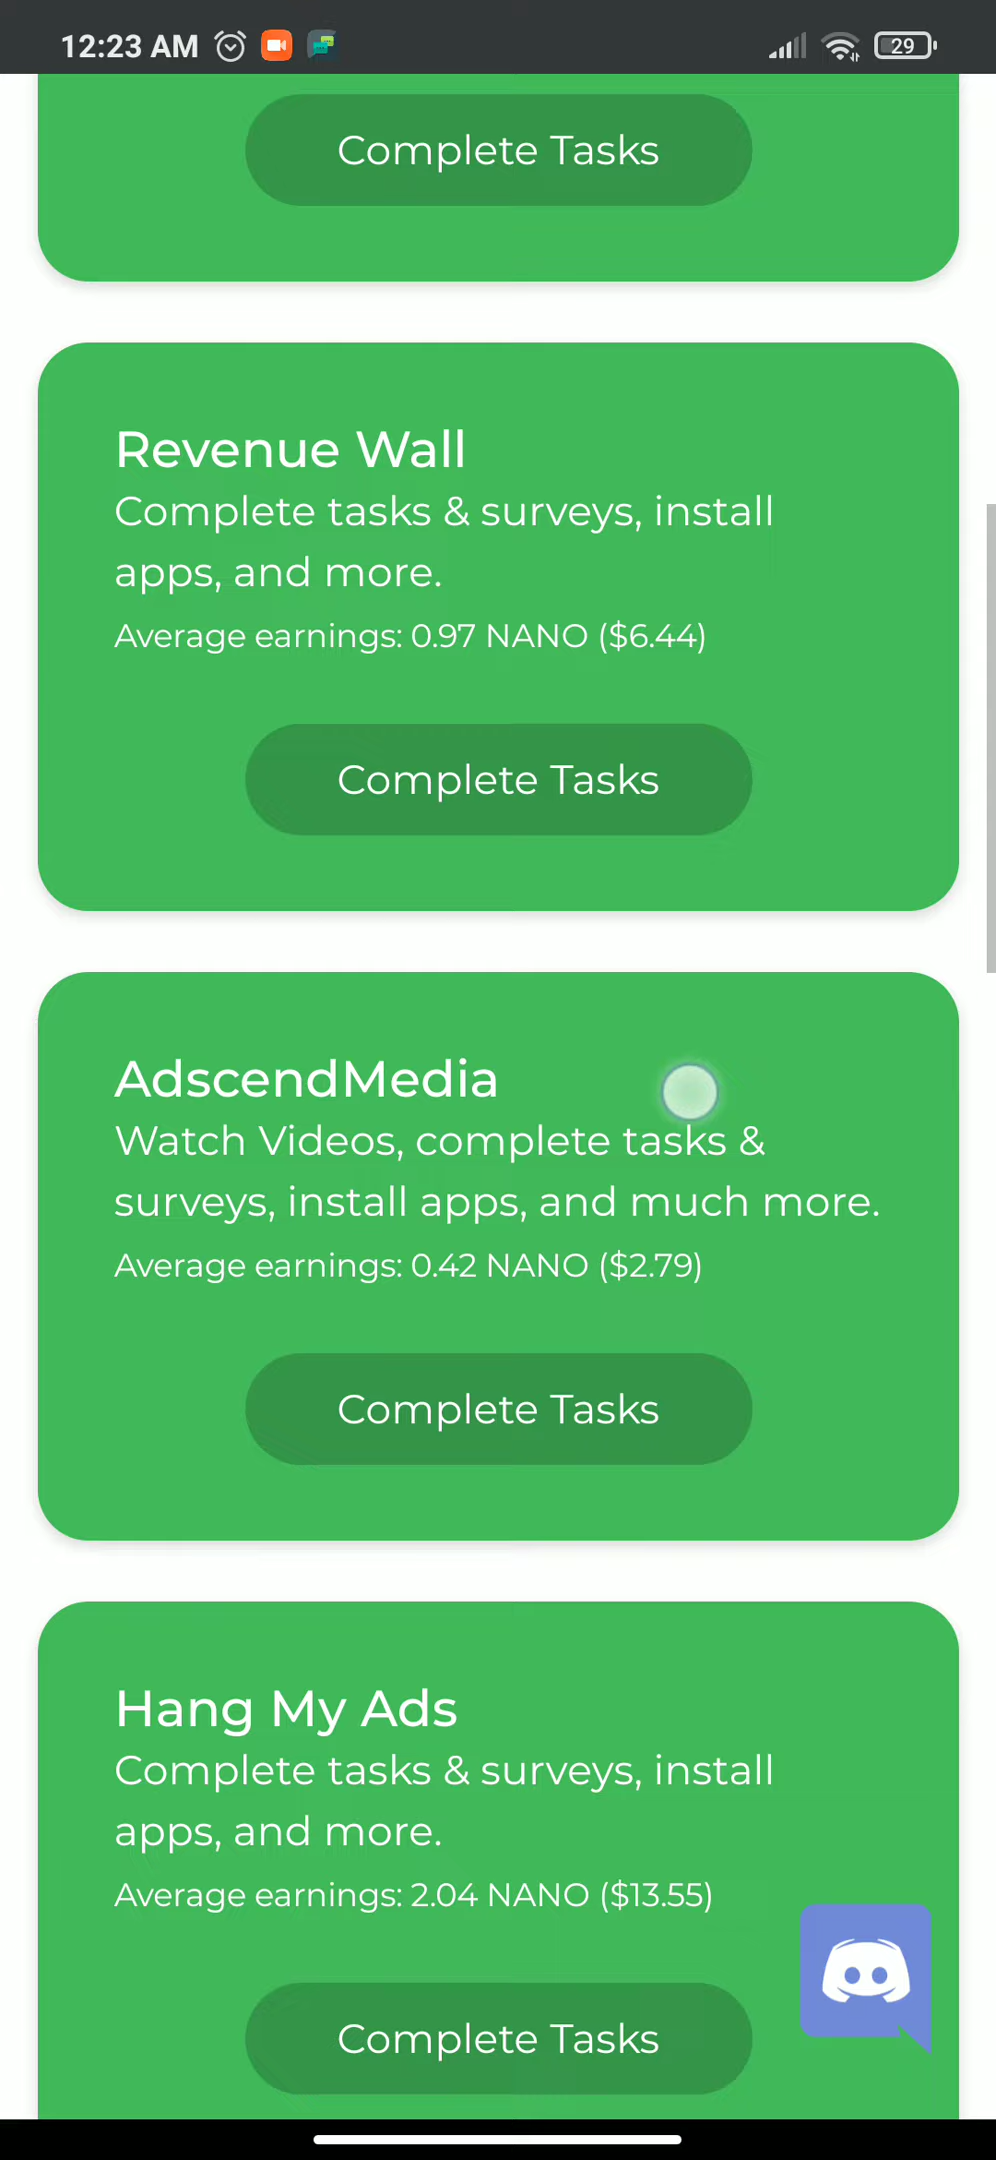 12:23 AM
29
Complete Tasks
Revenue Wall
Complete tasks & surveys, install
apps, and more.
Average earnings: 0.97 NANO ($6.44)
Complete Tasks
AdscendMedia
Watch Videos, complete tasks &
surveys, install apps, and much more.
Average earnings: 0.42 NANO ($2.79)
Complete Tasks
Hang My Ads
Complete tasks & surveys, install
apps, and more.
Average earnings: 2.04 NANO ($13.55)
Complete Tasks